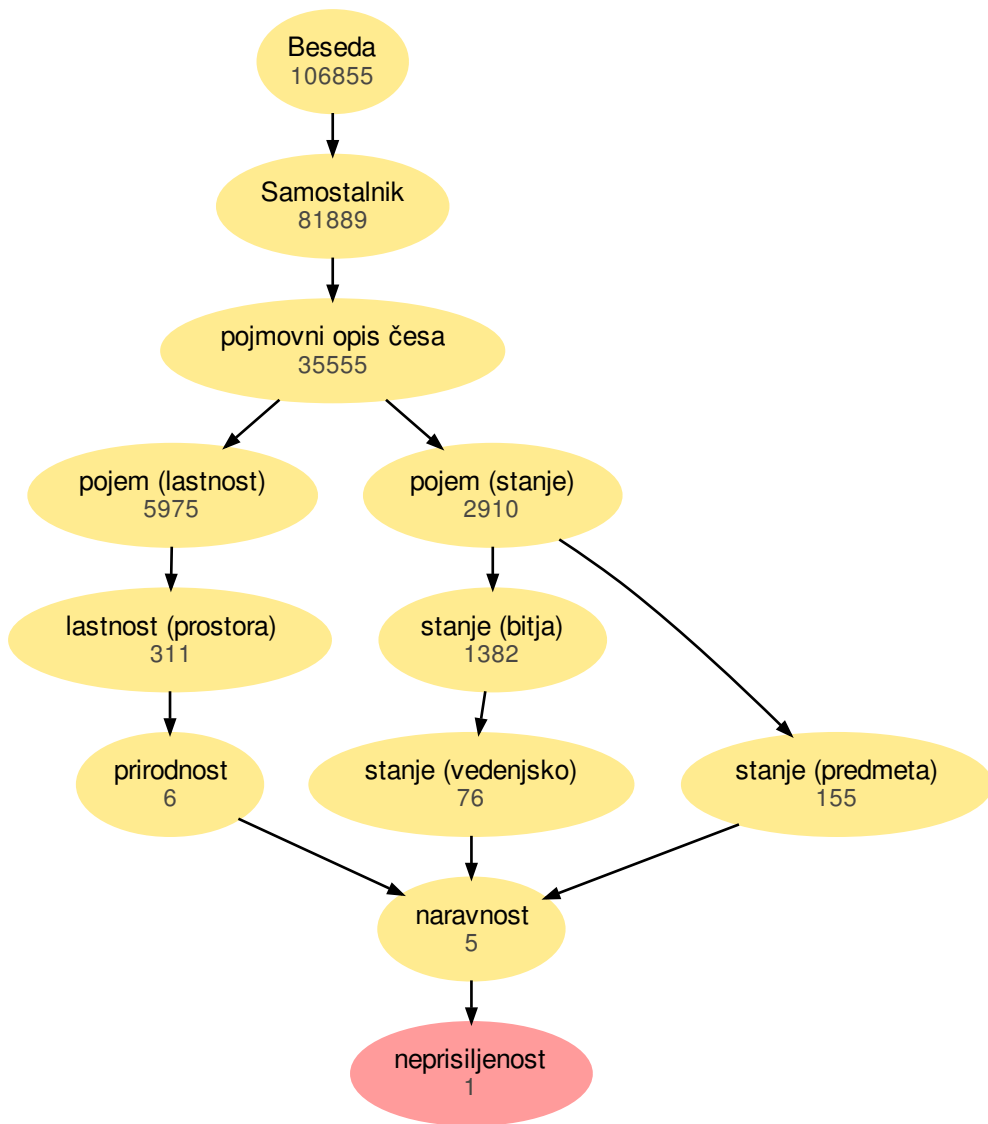 Beseda
106855
Samostalnik
81889
pojmovni opis česa
35555
pojem (lastnost)
5975
pojem (stanje)
2910
lastnost (prostora)
311
stanje (bitja)
1382
prirodnost
6
stanje (vedenjsko)
76
stanje (predmeta)
155
naravnost
5
neprisiljenost
1